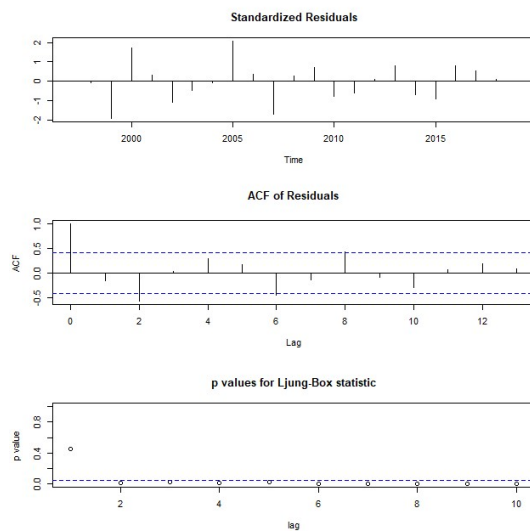 Standardized Residuals
2
1
0
-1
-2
2000 2005 2010 2015
Time
ACF of Residuals
ACF
1.0
0.5
0.0
-0.5
0 2 4 6 8 10 12
Lag
p values for Ljung-Box statistic
p value
0.8
0.4
0.0
2 4 6 8 10
lag